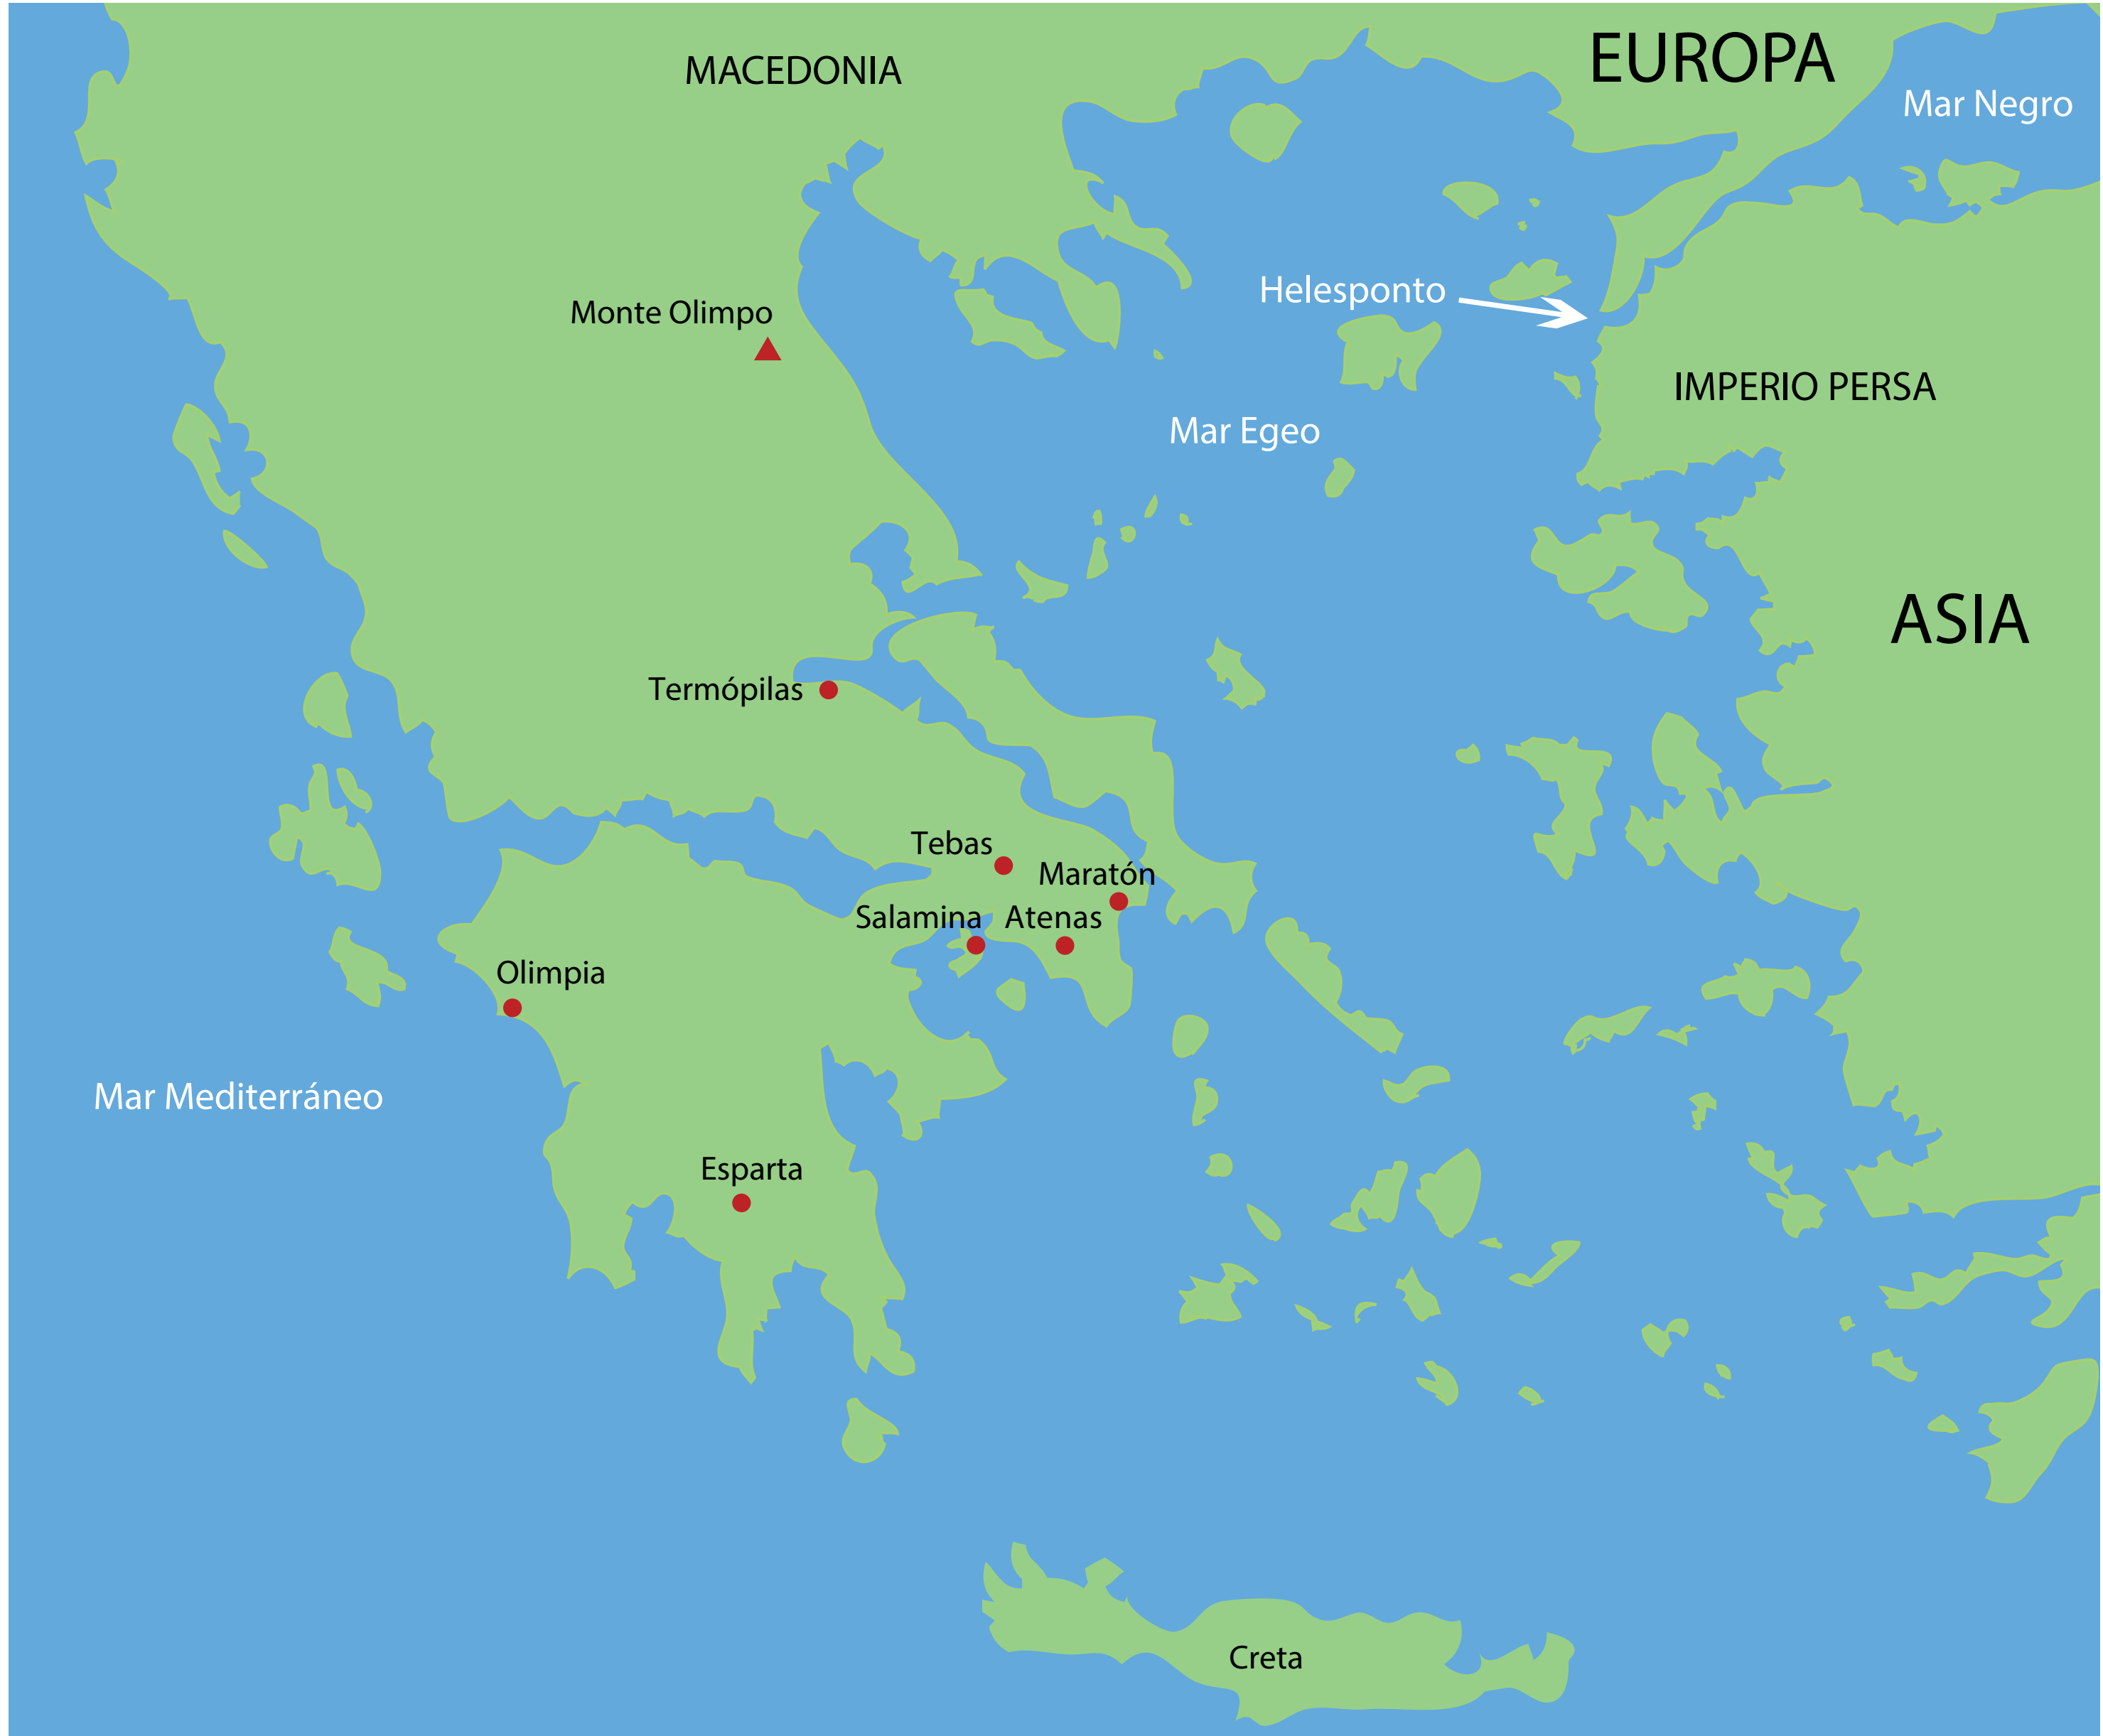 EUROPA
MACEDONIA
Mar Negro
Helesponto
Monte Olimpo
IMPERIO PERSA
Mar Egeo
ASIA
Termópilas
Tebas
Maratón
Salamina
Atenas
Olimpia
Mar Mediterráneo
Esparta
Creta